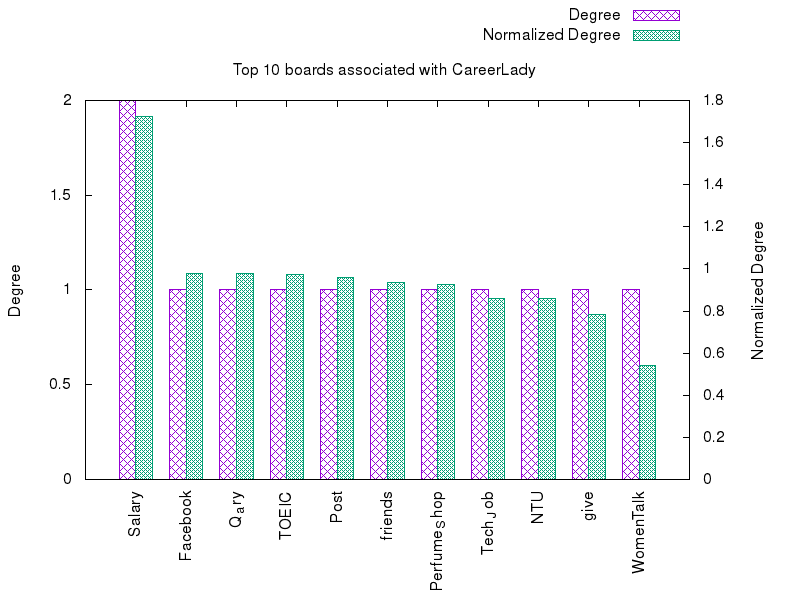 Degree
Normalized Degree
Top 10 boards associated with CareerLady
2
1.5
1
0.5
0
1.8
1.6
1.4
1.2
1
0.8
0.6
0.4
0.2
0
Degree
Normalized Degree
Salary
Facebook
Qary
TOEIC
Post
friends
Perfumeshop
TechJob
NTU
give
WomenTalk